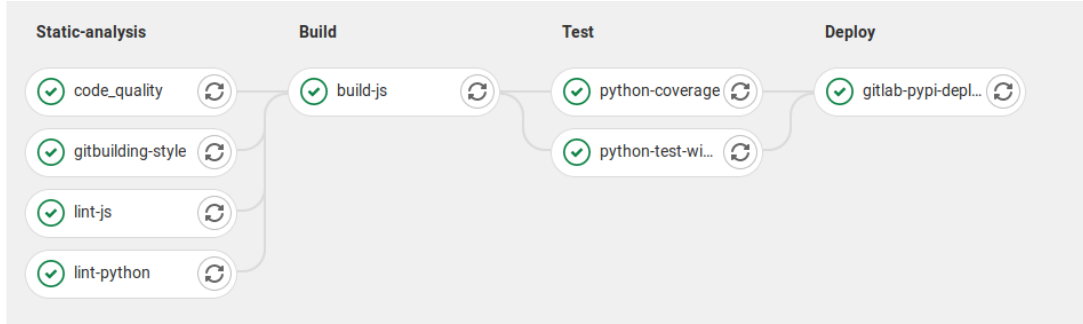 Static-analysis
Build
Test
Deploy
code_quality
build-js
python-coverage
gitlab-pypi-depl...
gitbuilding-style
python-test-wi...
lint-js
lint-python